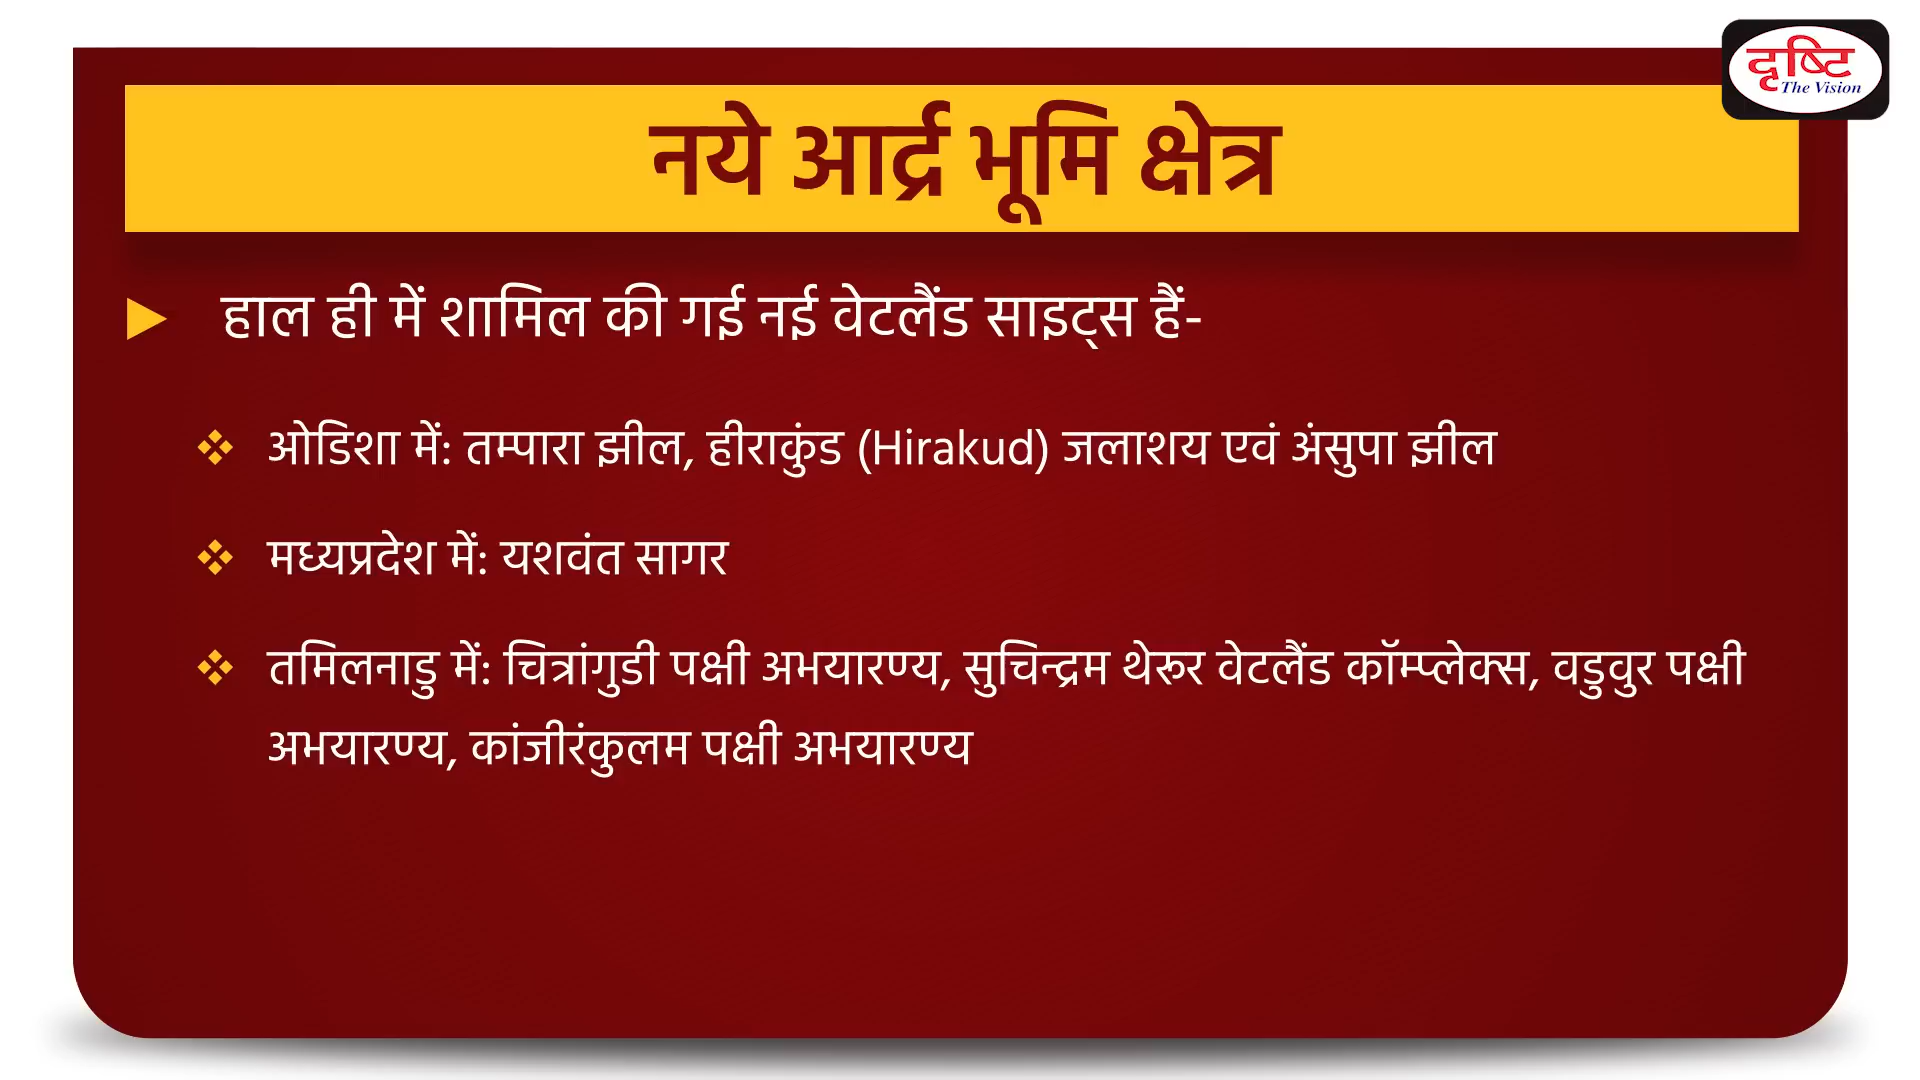 दृष्टि
The Vision
नये आर्द्र भूमि क्षेत्र
हाल ही में शामिल की गई नई वेटलैंड साइट्स हैं-
ओडिशा में: तम्पारा झील, हीराकुंड (Hirakud) जलाशय एवं अंसुपा झील
मध्यप्रदेश में: यशवंत सागर
तमिलनाडु में: चित्रांगुडी पक्षी अभयारण्य, सुचिन्द्रम थेरूर वेटलैंड कॉम्प्लेक्स, वडुवुर पक्षी
अभयारण्य, कांजीरंकुलम पक्षी अभयारण्य